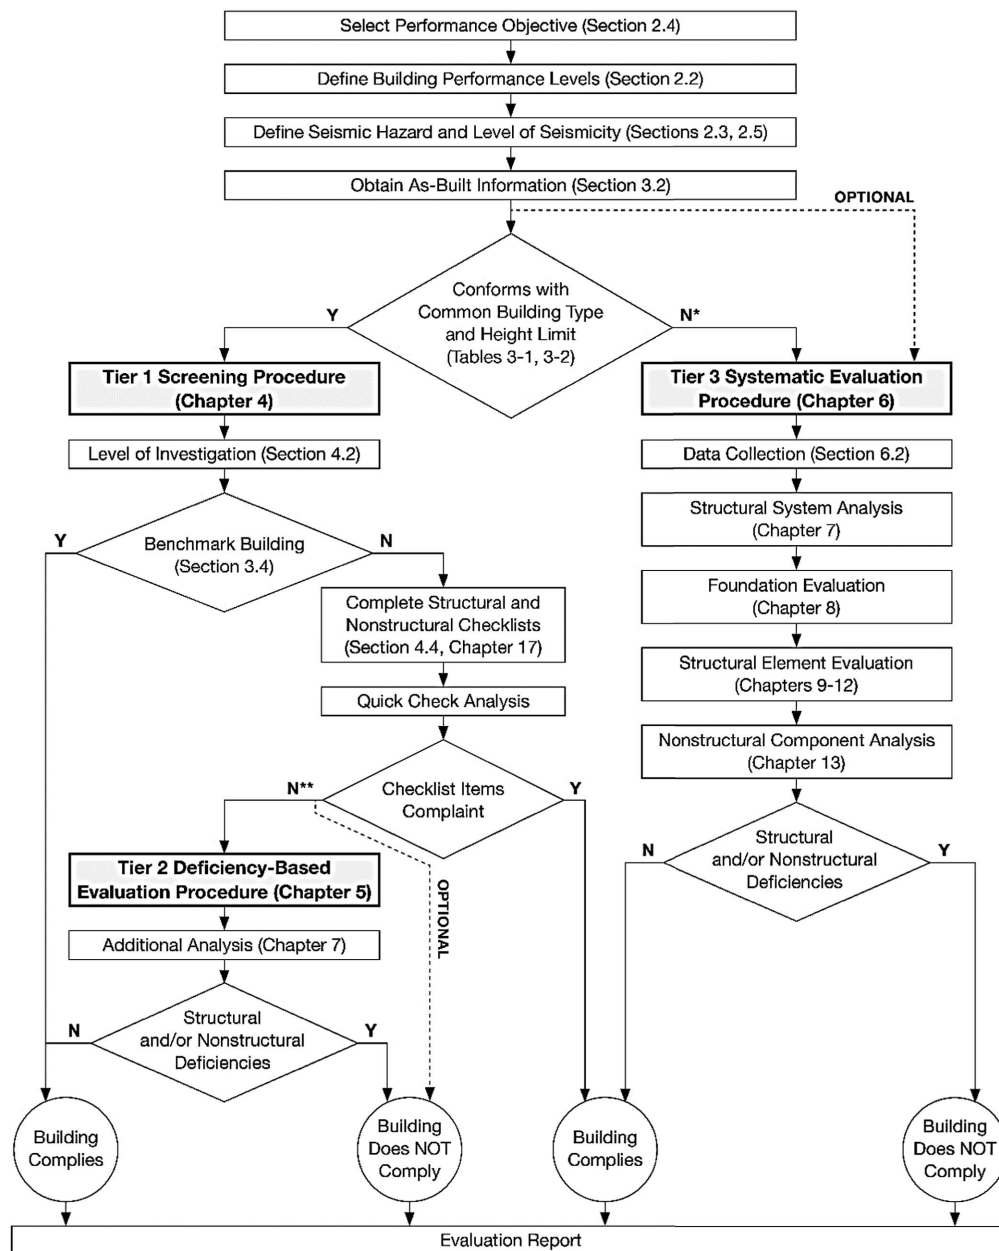 Select Performance Objective (Section 2.4)
Define Building Performance Levels (Section 2.2)
Define Seismic Hazard and Level of Seismicity (Sections 2.3, 2.5)
Obtain As-Built Information (Section 3.2)
OPTIONAL
Conforms with
Common Building Type
and Height Limit
(Tables 3-1, 3-2)
Y
N*
Tier 1 Screening Procedure
(Chapter 4)
Tier 3 Systematic Evaluation
Procedure (Chapter 6)
Level of Investigation (Section 4.2)
Data Collection (Section 6.2)
Structural System Analysis
(Chapter 7)
Y
Benchmark Building
(Section 3.4)
N
Foundation Evaluation
(Chapter 8)
Complete Structural and
Nonstructural Checklists
(Section 4.4, Chapter 17)
Structural Element Evaluation
(Chapters 9-12)
Quick Check Analysis
Nonstructural Component Analysis
(Chapter 13)
N**
Checklist Items
Complaint
Y
N
Structural
and/or Nonstructural
Deficiencies
Y
Tier 2 Deficiency-Based
Evaluation Procedure (Chapter 5)
OPTIONAL
Additional Analysis (Chapter 7)
N
Structural
and/or Nonstructural
Deficiencies
Y
Building
Complies
Building
Does NOT
Comply
Building
Complies
Building
Does NOT
Comply
Evaluation Report